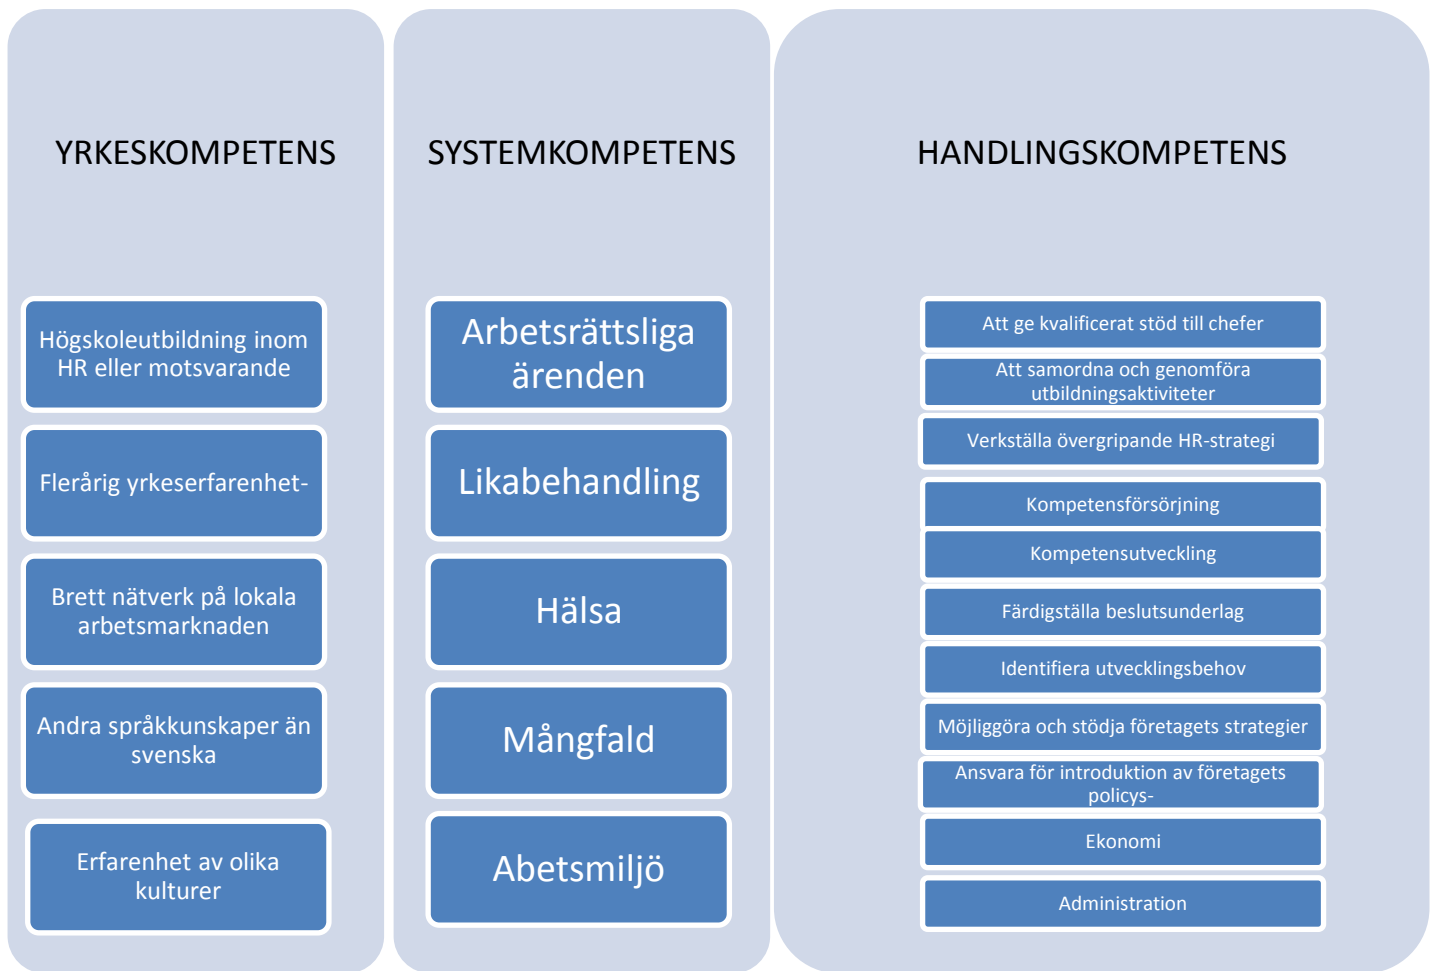 YRKESKOMPETENS
Högskoleutbildning inom
HR eller motsvarande
Flerårig yrkeserfarenhet-
Brett nätverk på lokala
arbetsmarknaden
Andra språkkunskaper än
svenska
Erfarenhet av olika
kulturer
SYSTEMKOMPETENS
Arbetsrättsliga
ärenden
Likabehandling
Hälsa
Mångfald
Abetsmiljö
HANDLINGSKOMPETENS
Att ge kvalificerat stöd till chefer
Att samordna och genomföra
utbildningsaktiviteter
Verkställa övergripande HR-strategi
Kompetensförsörjning
Kompetensutveckling
Färdigställa beslutsunderlag
Identifiera utvecklingsbehov
Möjliggöra och stödja företagets strategier
Ansvara för introduktion av företagets
policys-
Ekonomi
Administration